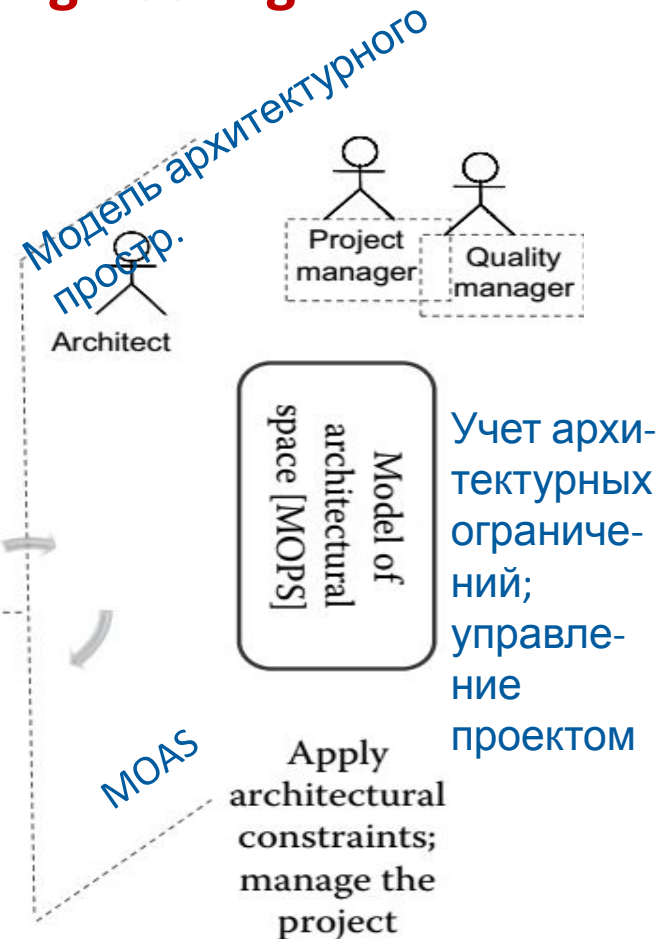 Модель архитектурного
простр.
Project
manager
Quality
manager
Architect
Model of
architectural
space [MOPS]
Учет архи-
тектурных
ограниче-
ний;
управле-
ние
проектом
MOAS
Apply
architectural
constraints;
manage the
project